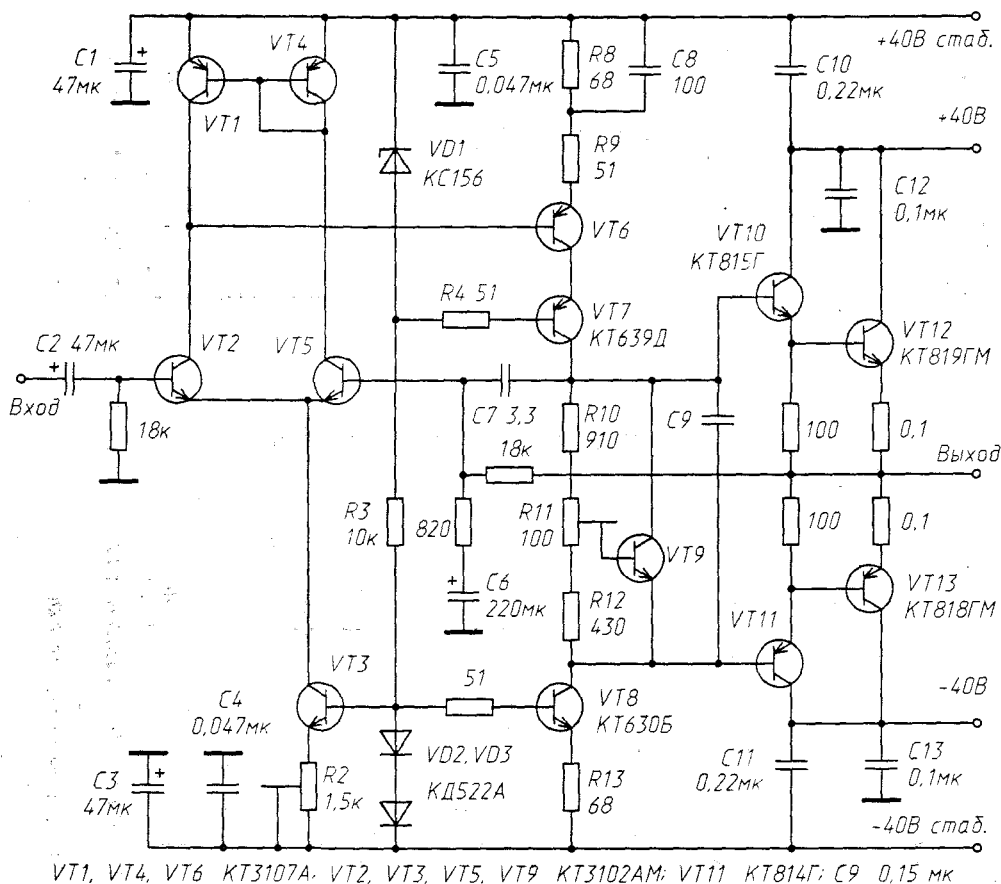 VT4
C1
+
47мк
VT1
C5
0,047мк
R8
68
C8
100
+40В стаб.
C10
0,22мк
+40В
VD1
КС156
R9
51
C12
0,1мк
VT6
VT10
КТ815Г
R4 51
VT7
КТ639Д
C2 47мк
+
VT2
VT5
VT12
КТ819ГМ
Вход
18к
C7 3,3
R10
910
C9
100
0,1
18к
Выход
R3
10к
820
R11
100
100
0,1
VT9
+
C6
220мк
R12
430
VT13
КТ818ГМ
VT11
VT3
51
VT8
КТ630Б
-40В
C4
0,047мк
C3
+
47мк
R2
1,5к
VD2, VD3
КД522А
R13
68
C11
0,22мк
C13
0,1мк
-40В стаб.
VT1, VT4, VT6 КТ3107А; VT2, VT3, VT5, VT9 КТ3102АМ; VT11 КТ814Г; C9 0,15 мк